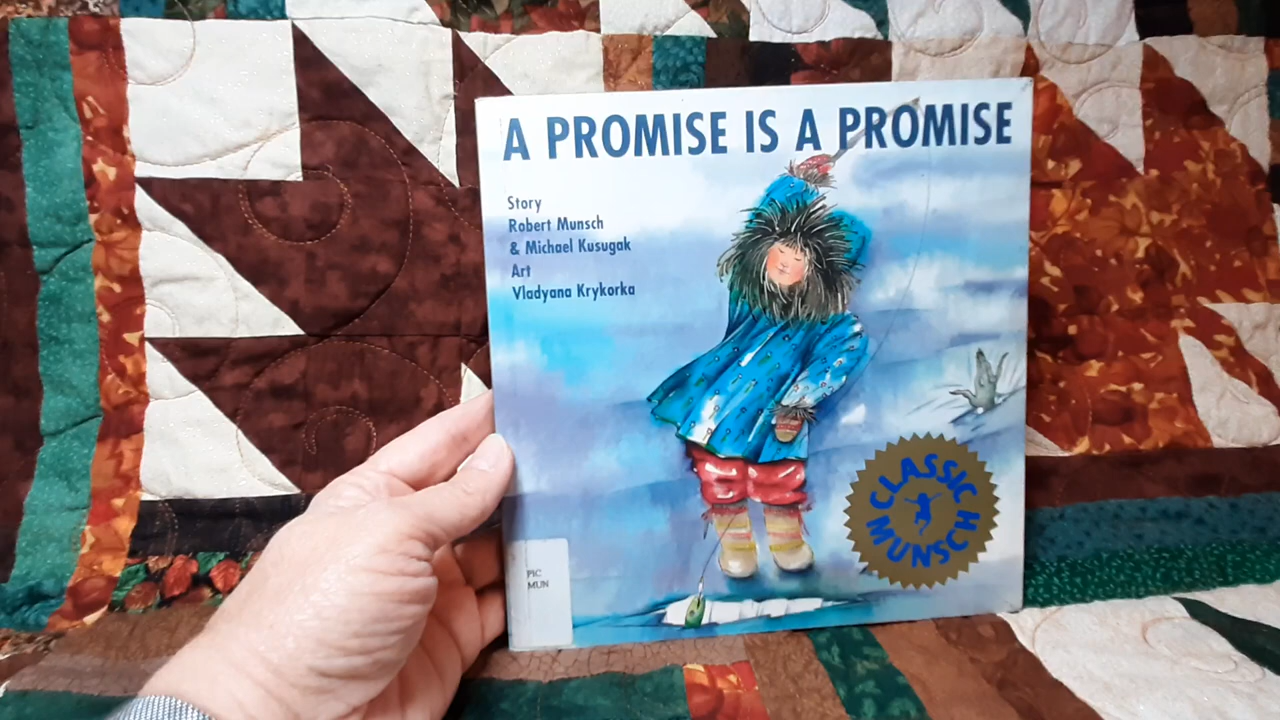 A PROMISE IS A PROMISE
Story
Robert Munsch
& Michael Kusugak
Art
Vladyana Krykorka
CLASSIC
MUNSCH
PIC
MUN